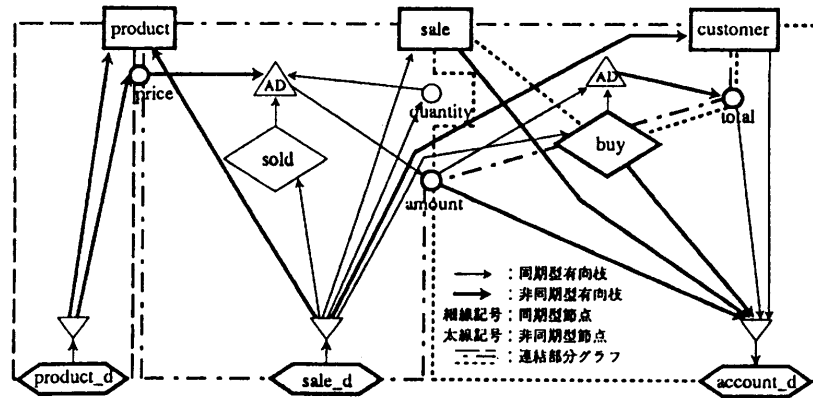 product
sale
customer
AD
AD
price
quantity
total
sold
buy
amount
→ : 同期型有向枝
→ : 非同期型有向枝
細線記号 : 同期型節点
太線記号 : 非同期型節点
: 連結部分グラフ
product_d
sale_d
account_d